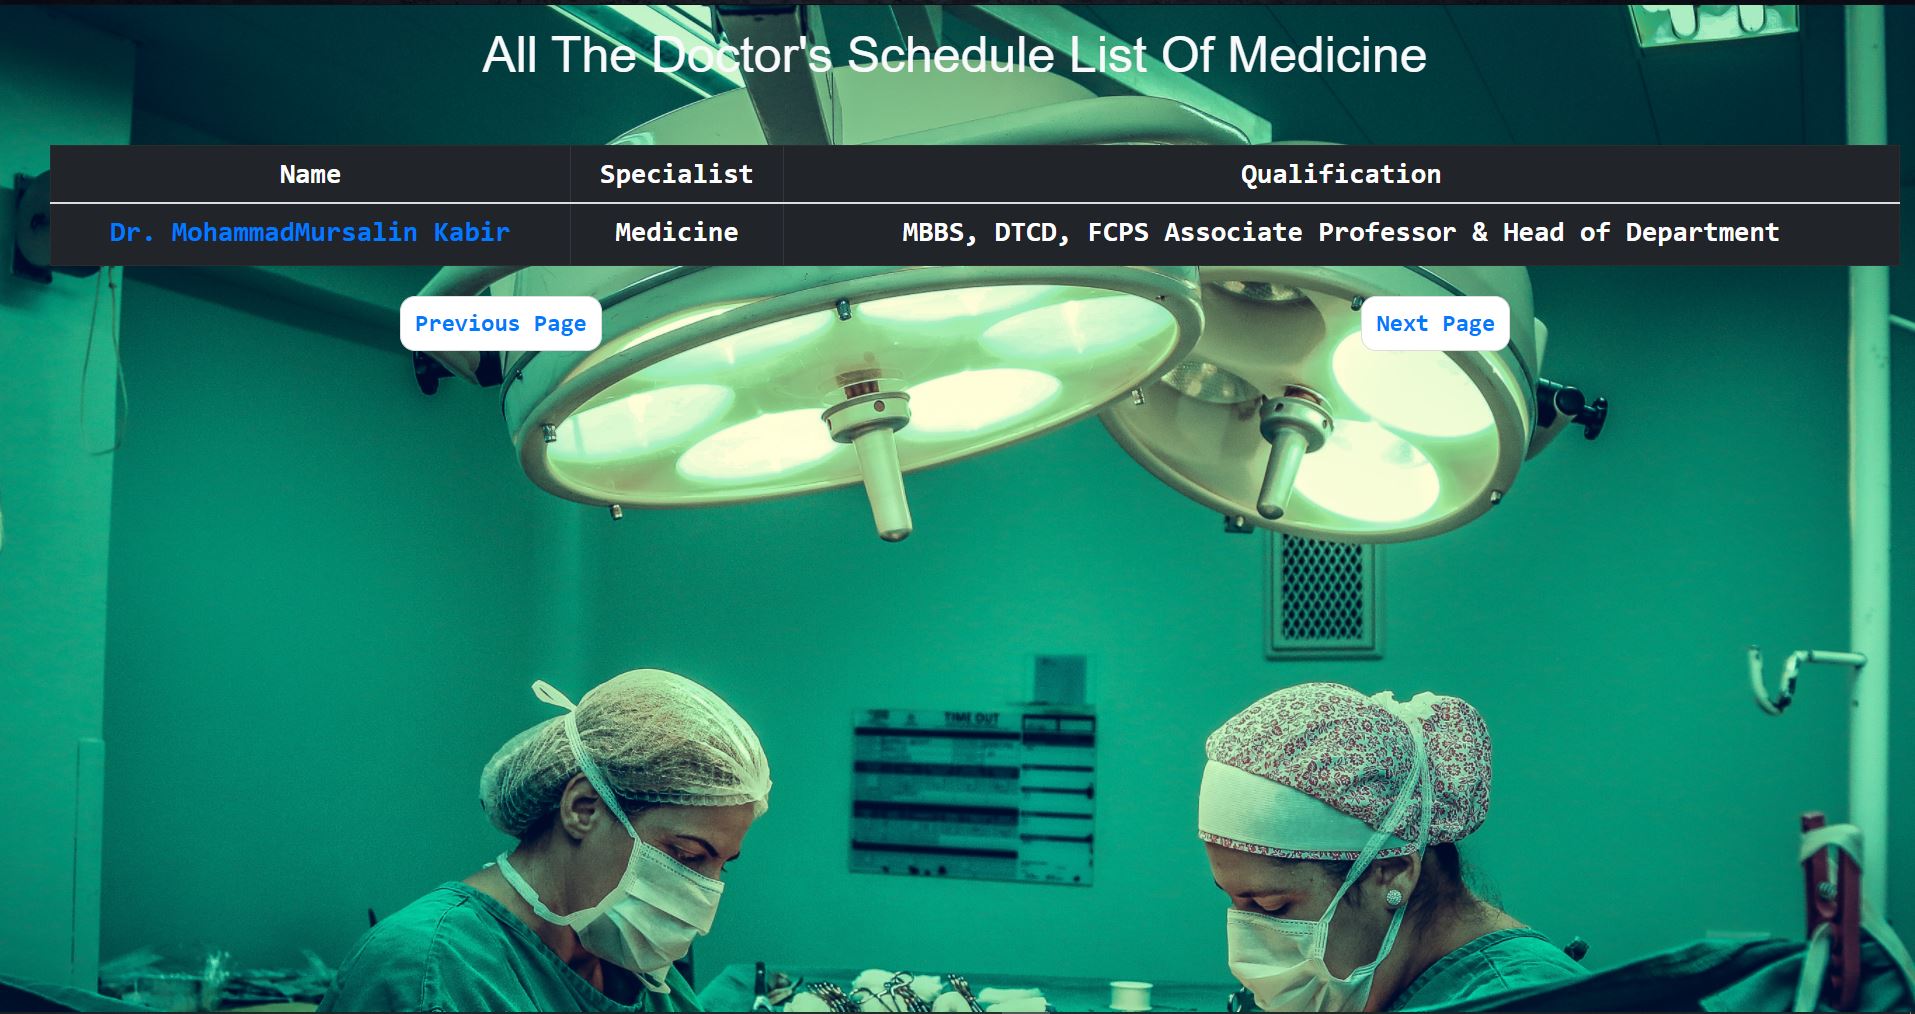 All The Doctor's Schedule List Of Medicine
Name Specialist Qualification
Dr. MohammadMursalin Kabir Medicine MBBS, DTCD, FCPS Associate Professor & Head of Department
Previous Page Next Page
TIME OUT